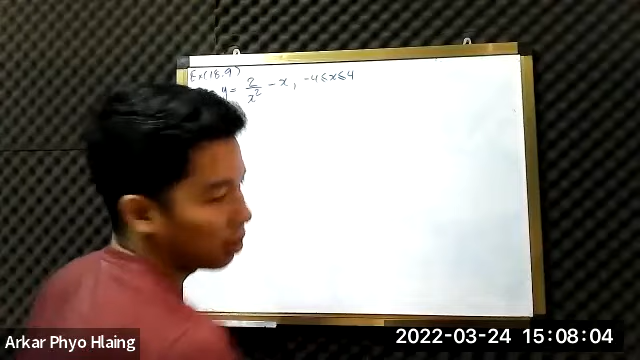 Ex(18.9)
y = 2/x² - x, -4≤x≤4
Arkar Phyo Hlaing
2022-03-24 15:08:04